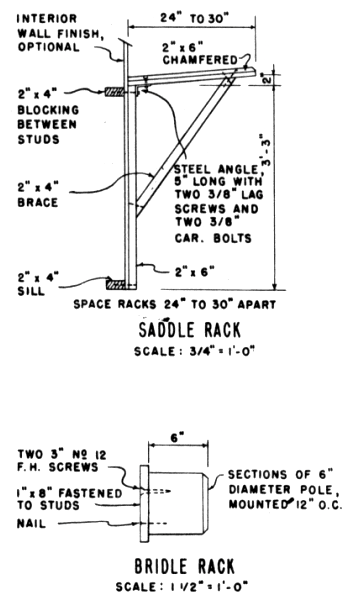 INTERIOR
WALL FINISH,
OPTIONAL
24" TO 30"
2" x 6"
CHAMFERED
2"
2" x 4"
BLOCKING
BETWEEN
STUDS
3'-3"
STEEL ANGLE,
5" LONG WITH
TWO 3/8" LAG
SCREWS AND
TWO 3/8"
CAR. BOLTS
2" x 4"
BRACE
2" x 4"
SILL
2" x 6"
SPACE RACKS 24" TO 30" APART
SADDLE RACK
SCALE: 3/4" = 1'-0"
6"
TWO 3" Nº 12
F.H. SCREWS
1" x 8" FASTENED
TO STUDS
NAIL
SECTIONS OF 6"
DIAMETER POLE,
MOUNTED 12" O.C.
BRIDLE RACK
SCALE: 1 1/2" = 1'-0"